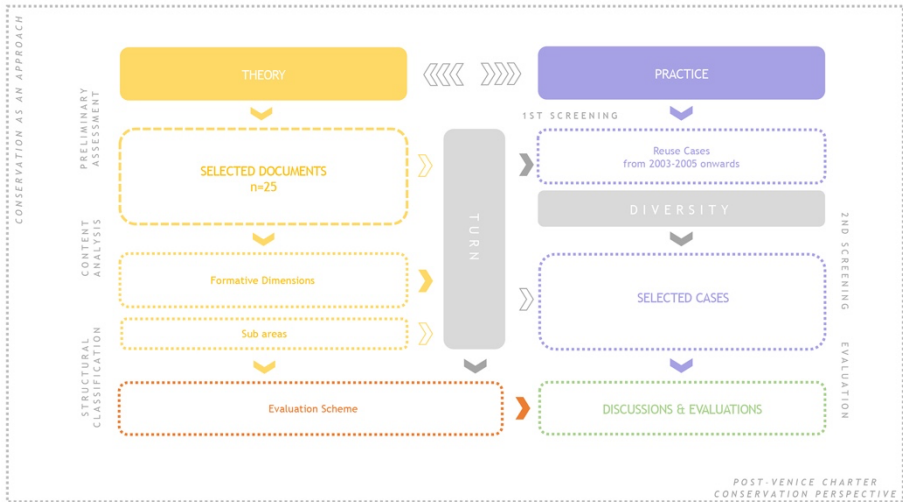 CONSERVATION AS AN APPROACH
THEORY
PRACTICE
PRELIMINARY
ASSESSMENT
1ST SCREENING
SELECTED DOCUMENTS
n=25
TURN
Reuse Cases
from 2003-2005 onwards
DIVERSITY
CONTENT
ANALYSIS
2ND SCREENING
Formative Dimensions
SELECTED CASES
Sub areas
STRUCTURAL
CLASSIFICATION
EVALUATION
Evaluation Scheme
DISCUSSIONS & EVALUATIONS
POST-VENICE CHARTER
CONSERVATION PERSPECTIVE